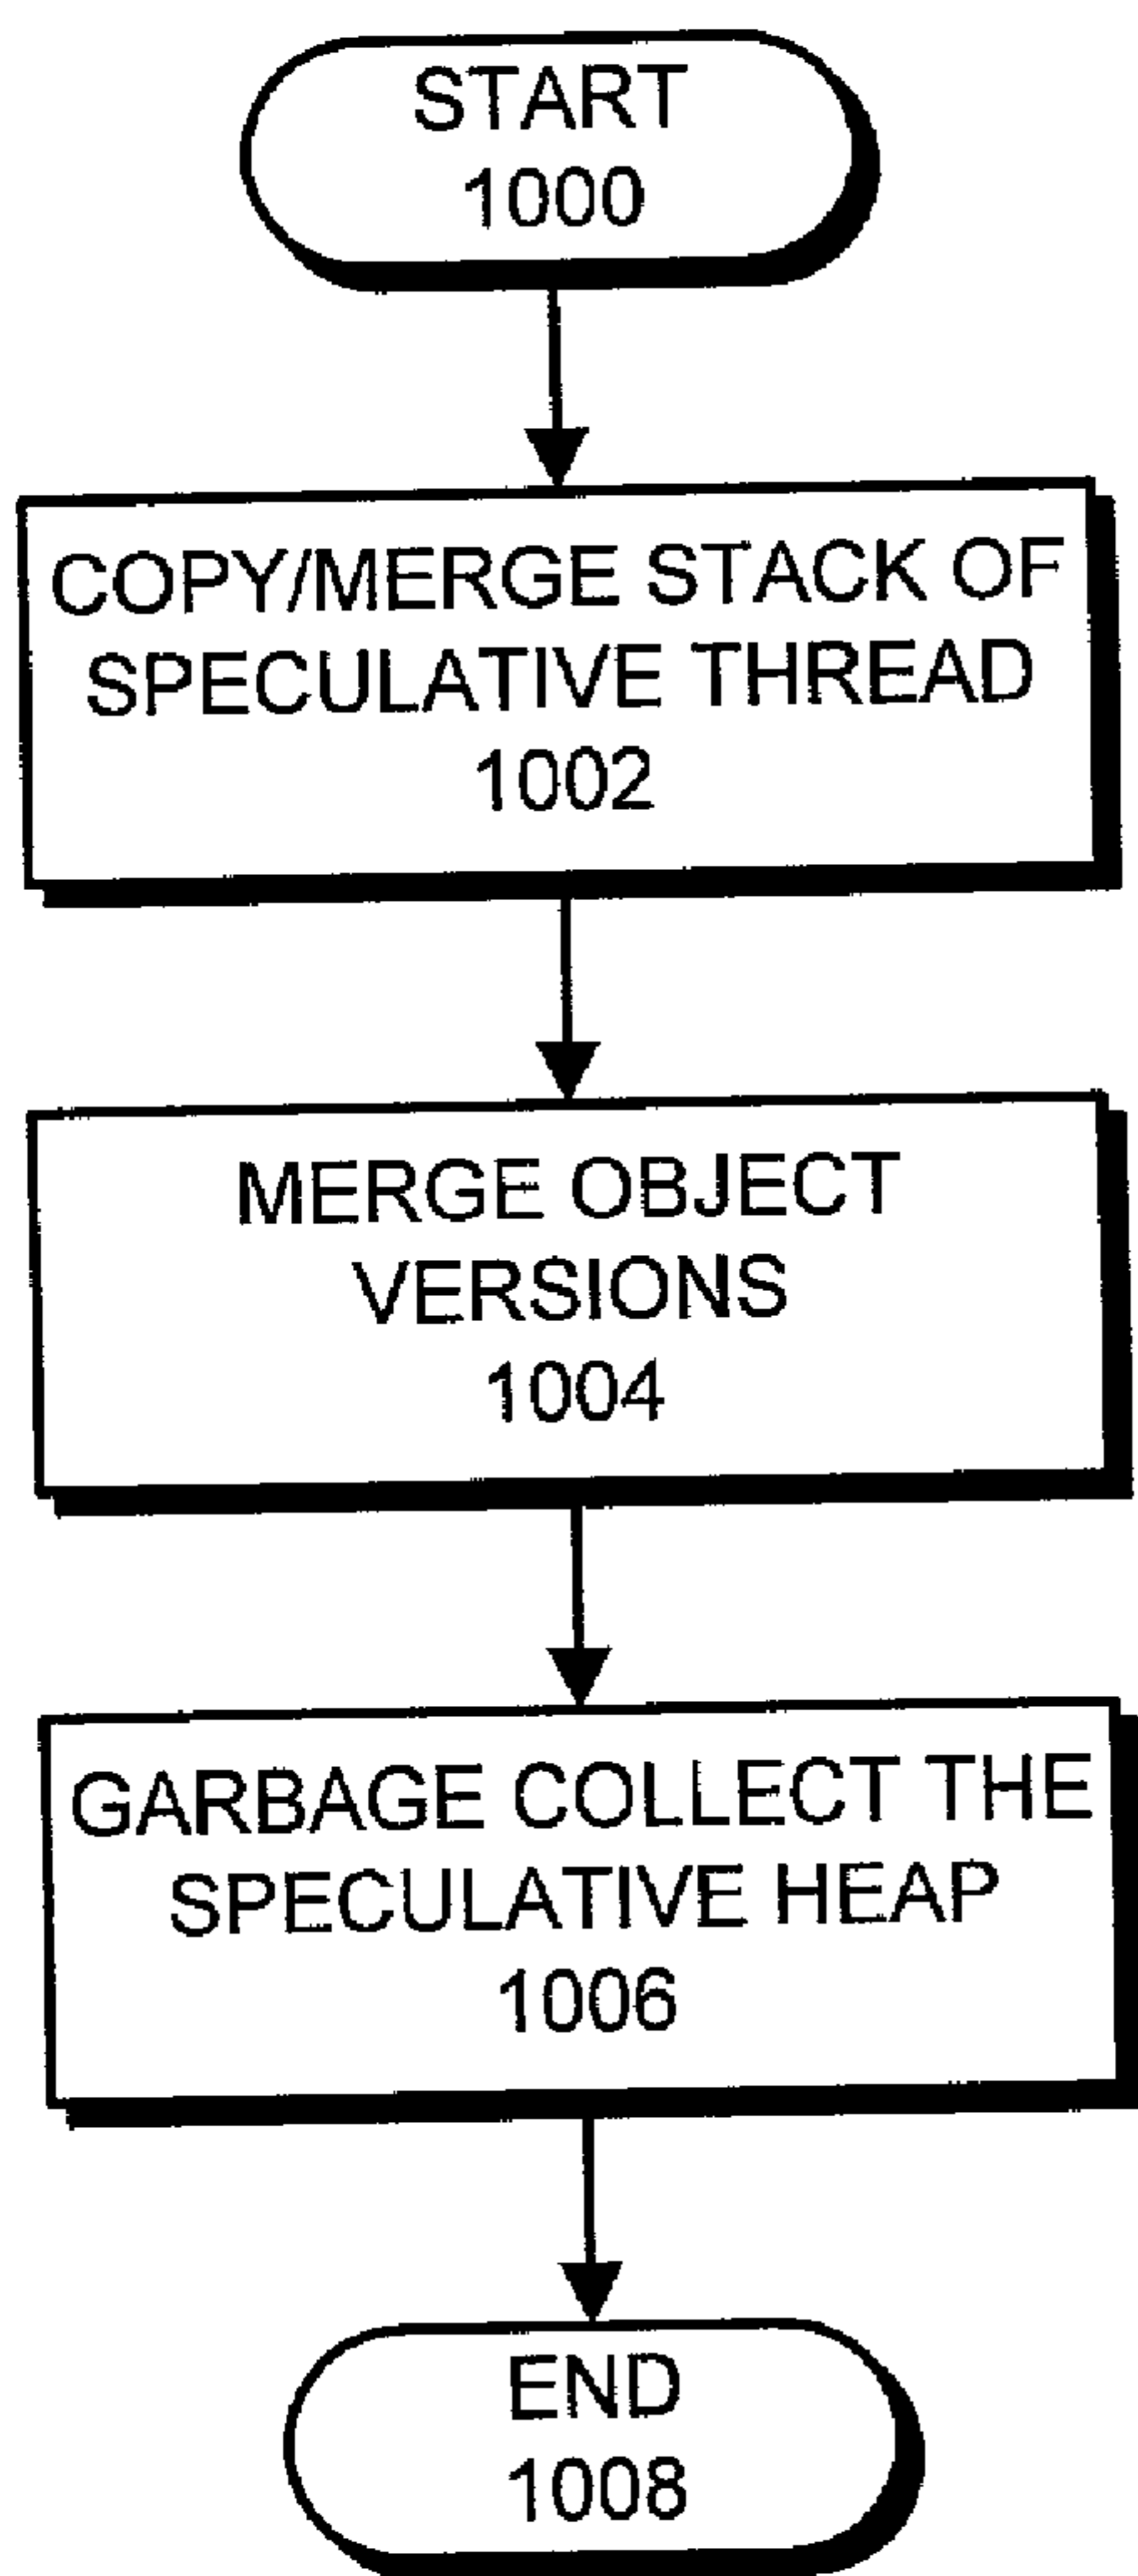 START
1000
COPY/MERGE STACK OF
SPECULATIVE THREAD
1002
MERGE OBJECT
VERSIONS
1004
GARBAGE COLLECT THE
SPECULATIVE HEAP
1006
END
1008